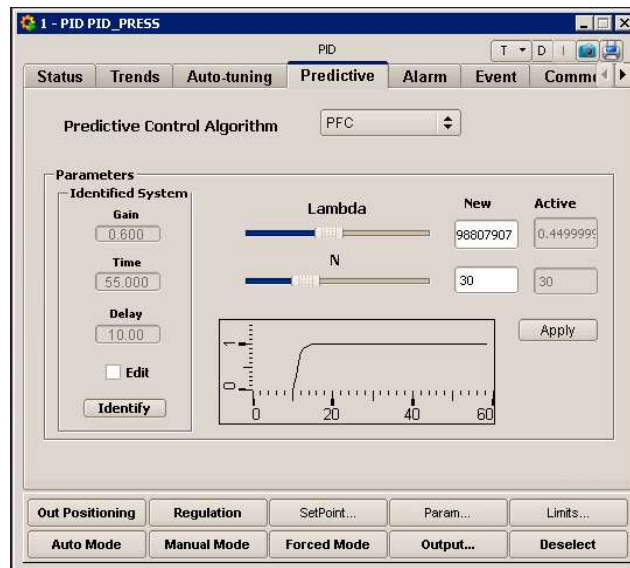 1 - PID PID_PRESS
PID
T D I
Status Trends Auto-tuning Predictive Alarm Event
Predictive Control Algorithm PFC
Parameters
Identified System
Gain
0.600
Time
55.000
Delay
10.00
Edit
Identify
Lambda New Active
98807907 0.4499999
N
30 30
Apply
1
0
0 20 40 60
Out Positioning Regulation SetPoint... Param... Limits...
Auto Mode Manual Mode Forced Mode Output... Deselect